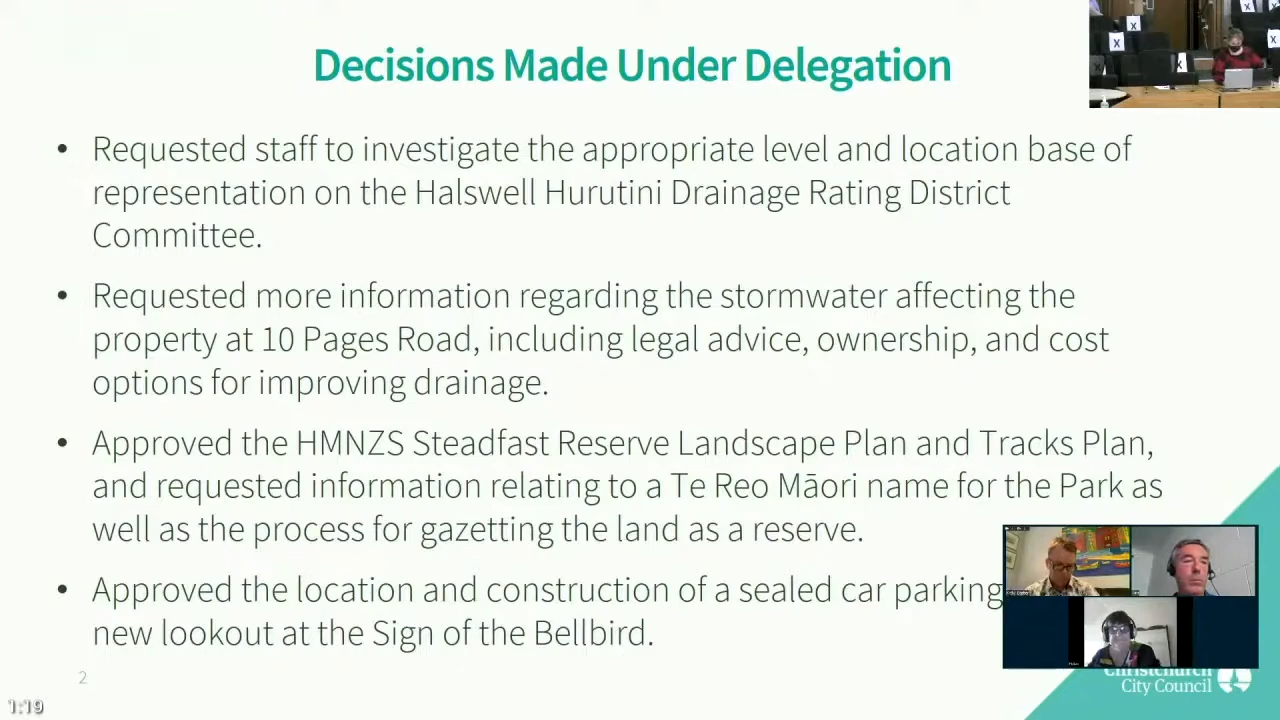 Decisions Made Under Delegation
X
X
X
X
X
• Requested staff to investigate the appropriate level and location base of
representation on the Halswell Hurutini Drainage Rating District
Committee.
• Requested more information regarding the stormwater affecting the
property at 10 Pages Road, including legal advice, ownership, and cost
options for improving drainage.
• Approved the HMNZS Steadfast Reserve Landscape Plan and Tracks Plan,
and requested information relating to a Te Reo Māori name for the Park as
well as the process for gazetting the land as a reserve.
• Approved the location and construction of a sealed car parking
new lookout at the Sign of the Bellbird.
2
Christchurch
City Council
1:19